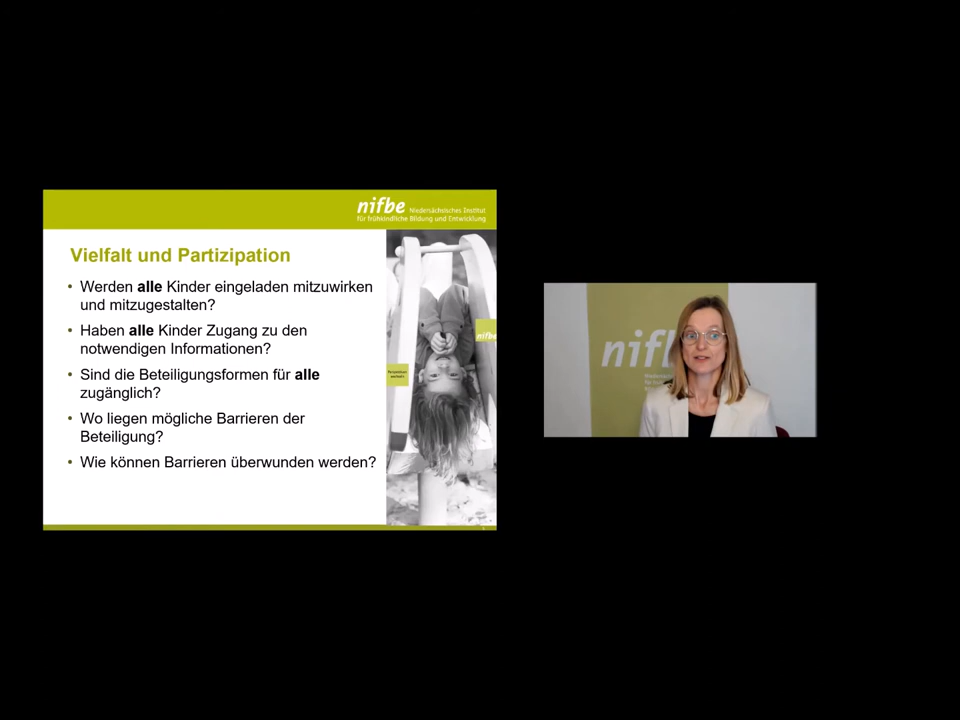 nifbe Niedersächsisches Institut
für frühkindliche Bildung und Entwicklung
Vielfalt und Partizipation
• Werden alle Kinder eingeladen mitzuwirken
und mitzugestalten?
• Haben alle Kinder Zugang zu den
notwendigen Informationen?
• Sind die Beteiligungsformen für alle
zugänglich?
• Wo liegen mögliche Barrieren der
Beteiligung?
• Wie können Barrieren überwunden werden?
nifbe